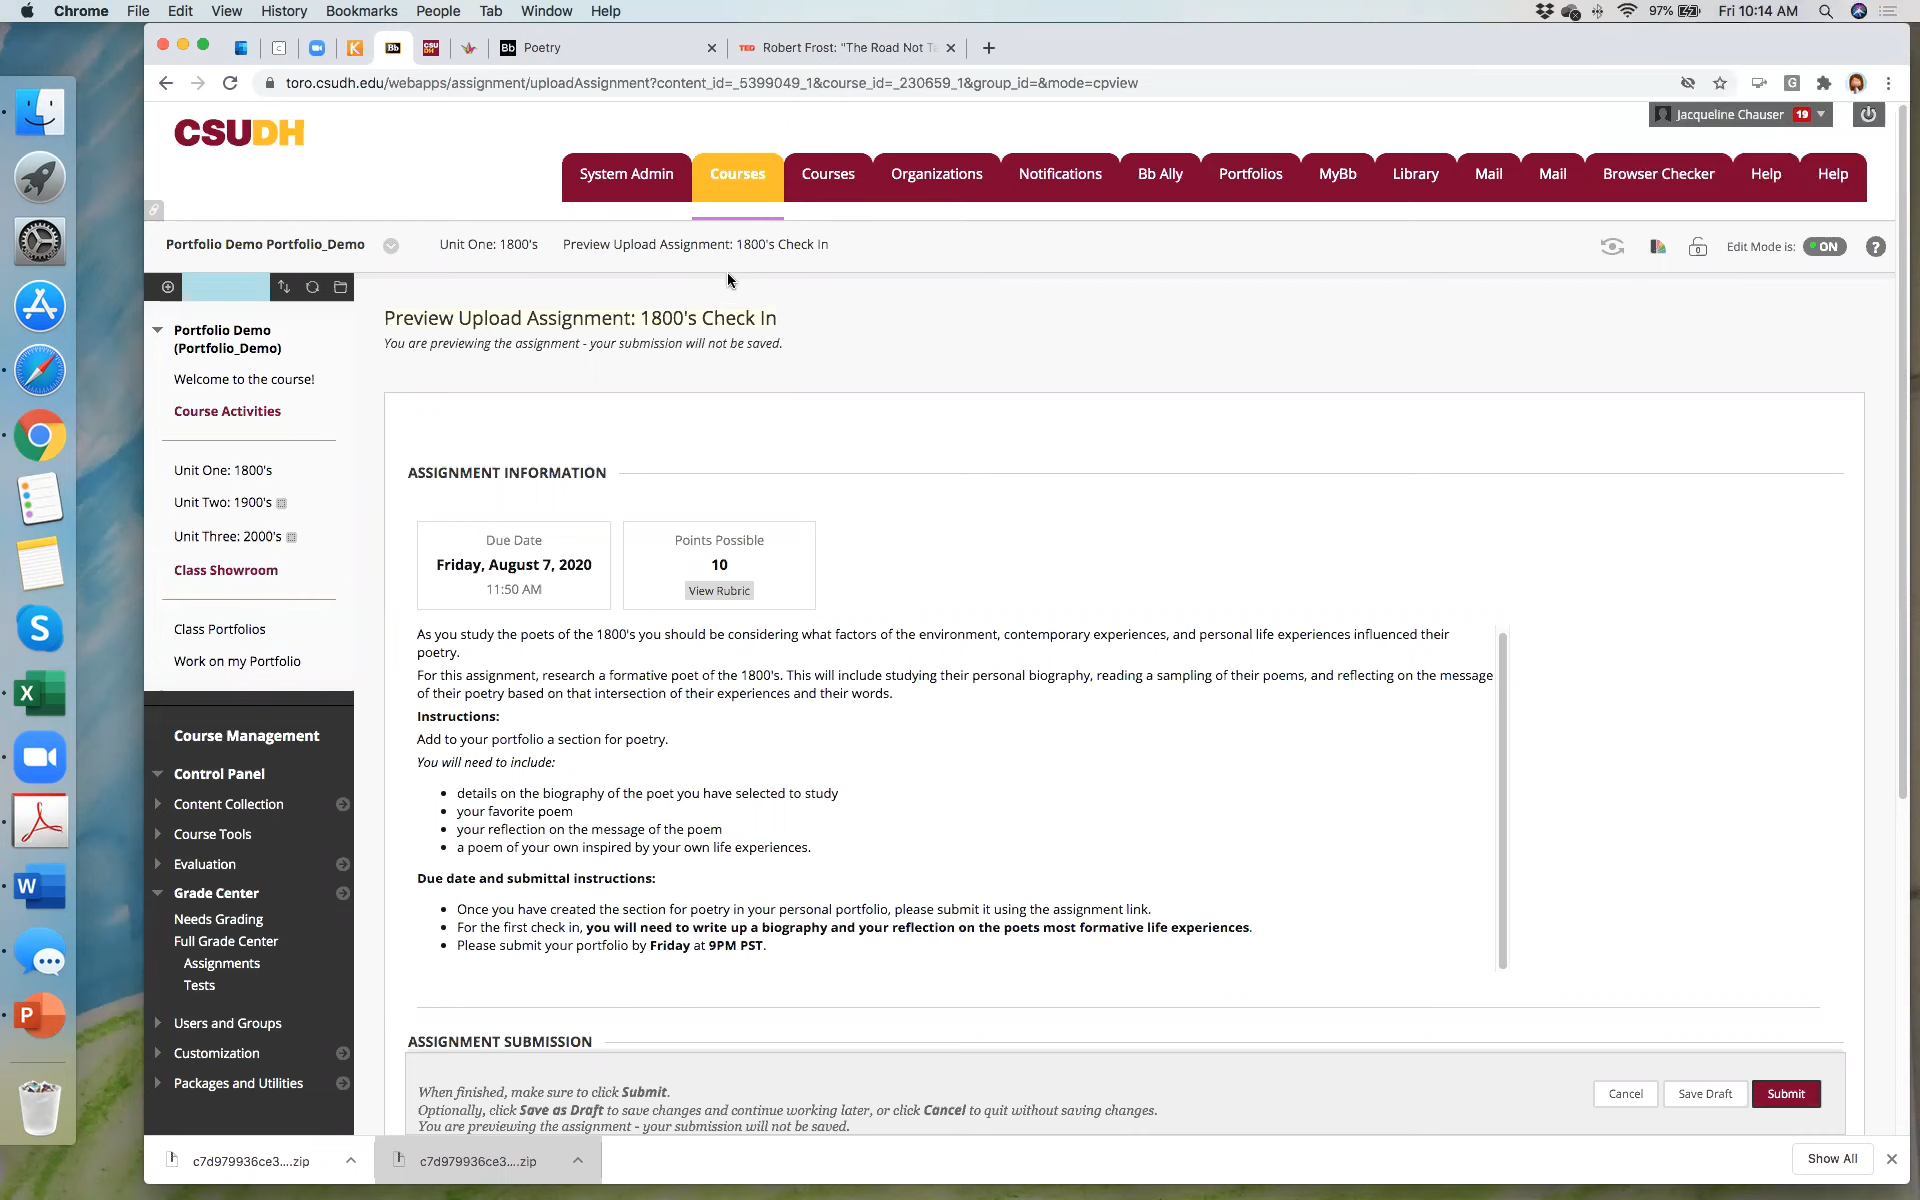 Chrome File Edit View History Bookmarks People Tab Window Help 97% Fri 10:14 AM
Bb Poetry TED Robert Frost: "The Road Not T
toro.csudh.edu/webapps/assignment/uploadAssignment?content_id=_5399049_1&course_id=_230659_1&group_id=&mode=cpview
Jacqueline Chauser 19
CSUDH
System Admin Courses Courses Organizations Notifications Bb Ally Portfolios MyBb Library Mail Mail Browser Checker Help Help
Portfolio Demo Portfolio_Demo Unit One: 1800's Preview Upload Assignment: 1800's Check In Edit Mode is: ON ?
Portfolio Demo
(Portfolio_Demo)
Welcome to the course!
Course Activities
Unit One: 1800's
Unit Two: 1900's
Unit Three: 2000's
Class Showroom
Class Portfolios
Work on my Portfolio
Course Management
Control Panel
Content Collection
Course Tools
Evaluation
Grade Center
Needs Grading
Full Grade Center
Assignments
Tests
Users and Groups
Customization
Packages and Utilities
Preview Upload Assignment: 1800's Check In
You are previewing the assignment - your submission will not be saved.
ASSIGNMENT INFORMATION
Due Date
Friday, August 7, 2020
11:50 AM
Points Possible
10
View Rubric
As you study the poets of the 1800's you should be considering what factors of the environment, contemporary experiences, and personal life experiences influenced their
poetry.
For this assignment, research a formative poet of the 1800's. This will include studying their personal biography, reading a sampling of their poems, and reflecting on the message
of their poetry based on that intersection of their experiences and their words.
Instructions:
Add to your portfolio a section for poetry.
You will need to include:
• details on the biography of the poet you have selected to study
• your favorite poem
• your reflection on the message of the poem
• a poem of your own inspired by your own life experiences.
Due date and submittal instructions:
• Once you have created the section for poetry in your personal portfolio, please submit it using the assignment link.
• For the first check in, you will need to write up a biography and your reflection on the poets most formative life experiences.
• Please submit your portfolio by Friday at 9PM PST.
ASSIGNMENT SUBMISSION
When finished, make sure to click Submit.
Optionally, click Save as Draft to save changes and continue working later, or click Cancel to quit without saving changes.
You are previewing the assignment - your submission will not be saved.
Cancel Save Draft Submit
c7d979936ce3....zip c7d979936ce3....zip Show All